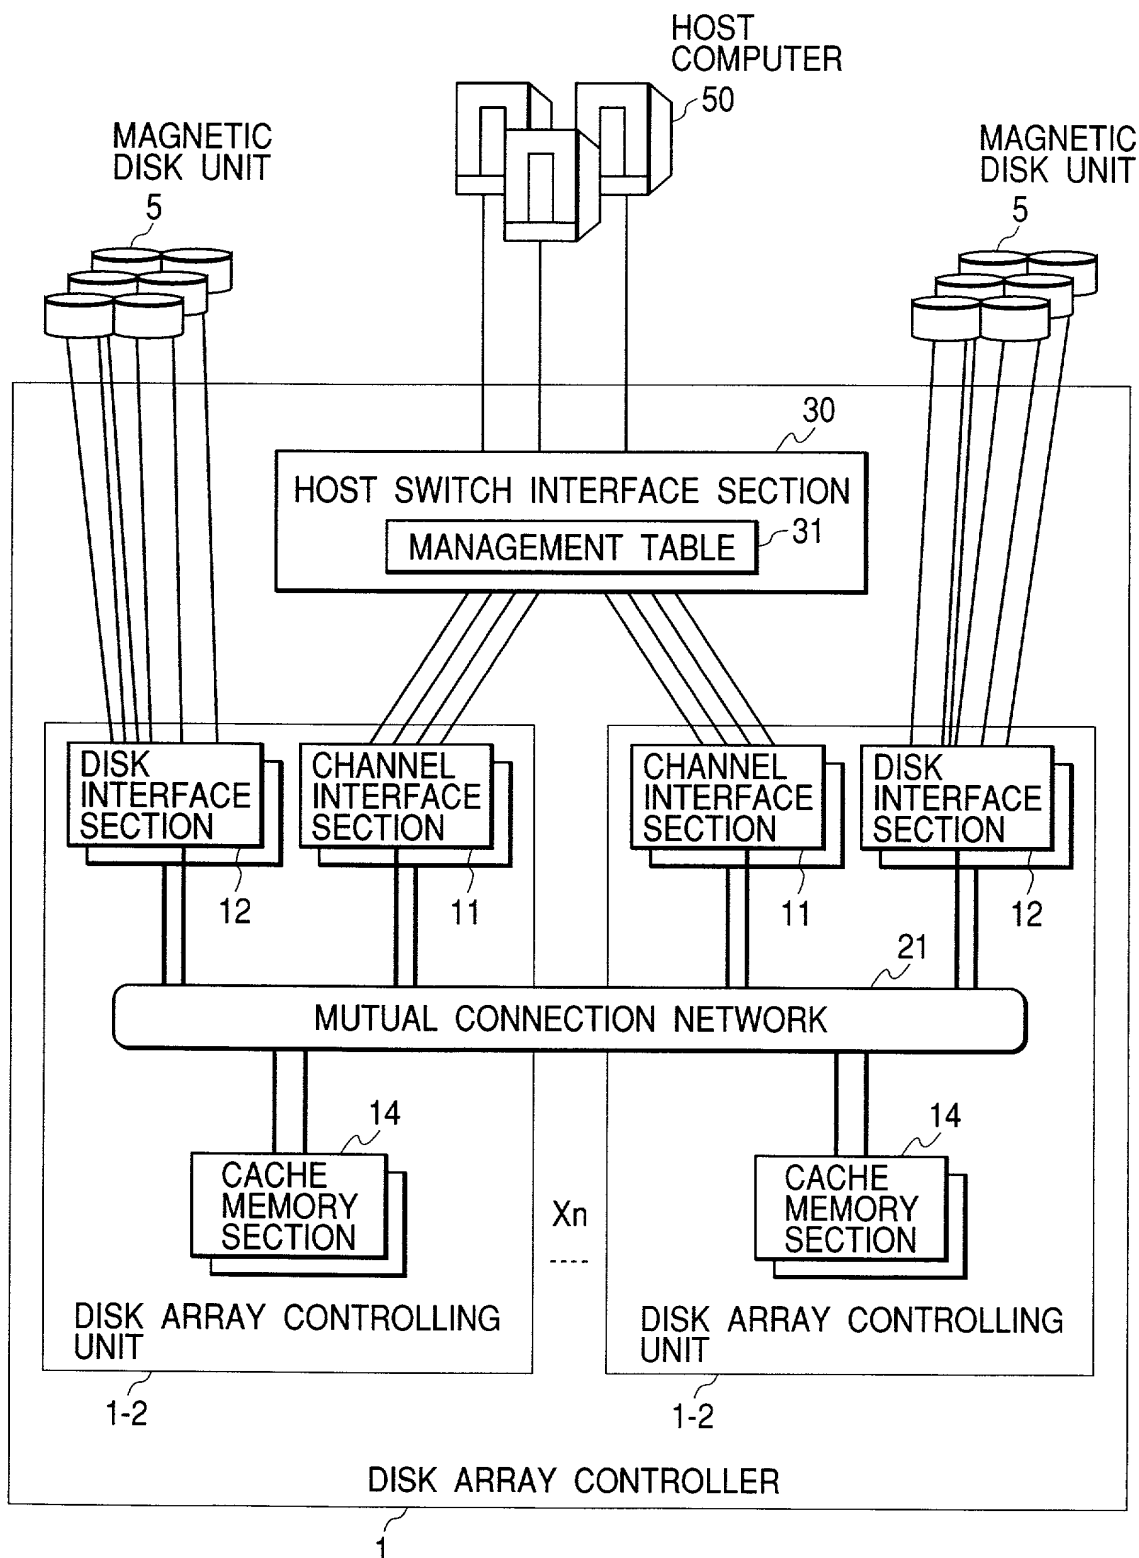 HOST
COMPUTER
50
MAGNETIC
DISK UNIT
5
MAGNETIC
DISK UNIT
5
30
HOST SWITCH INTERFACE SECTION
31
MANAGEMENT TABLE
DISK
INTERFACE
SECTION
12
CHANNEL
INTERFACE
SECTION
11
CHANNEL
INTERFACE
SECTION
11
DISK
INTERFACE
SECTION
12
21
MUTUAL CONNECTION NETWORK
14
CACHE
MEMORY
SECTION
Xn
14
CACHE
MEMORY
SECTION
DISK ARRAY CONTROLLING
UNIT
1-2
DISK ARRAY CONTROLLING
UNIT
1-2
DISK ARRAY CONTROLLER
1